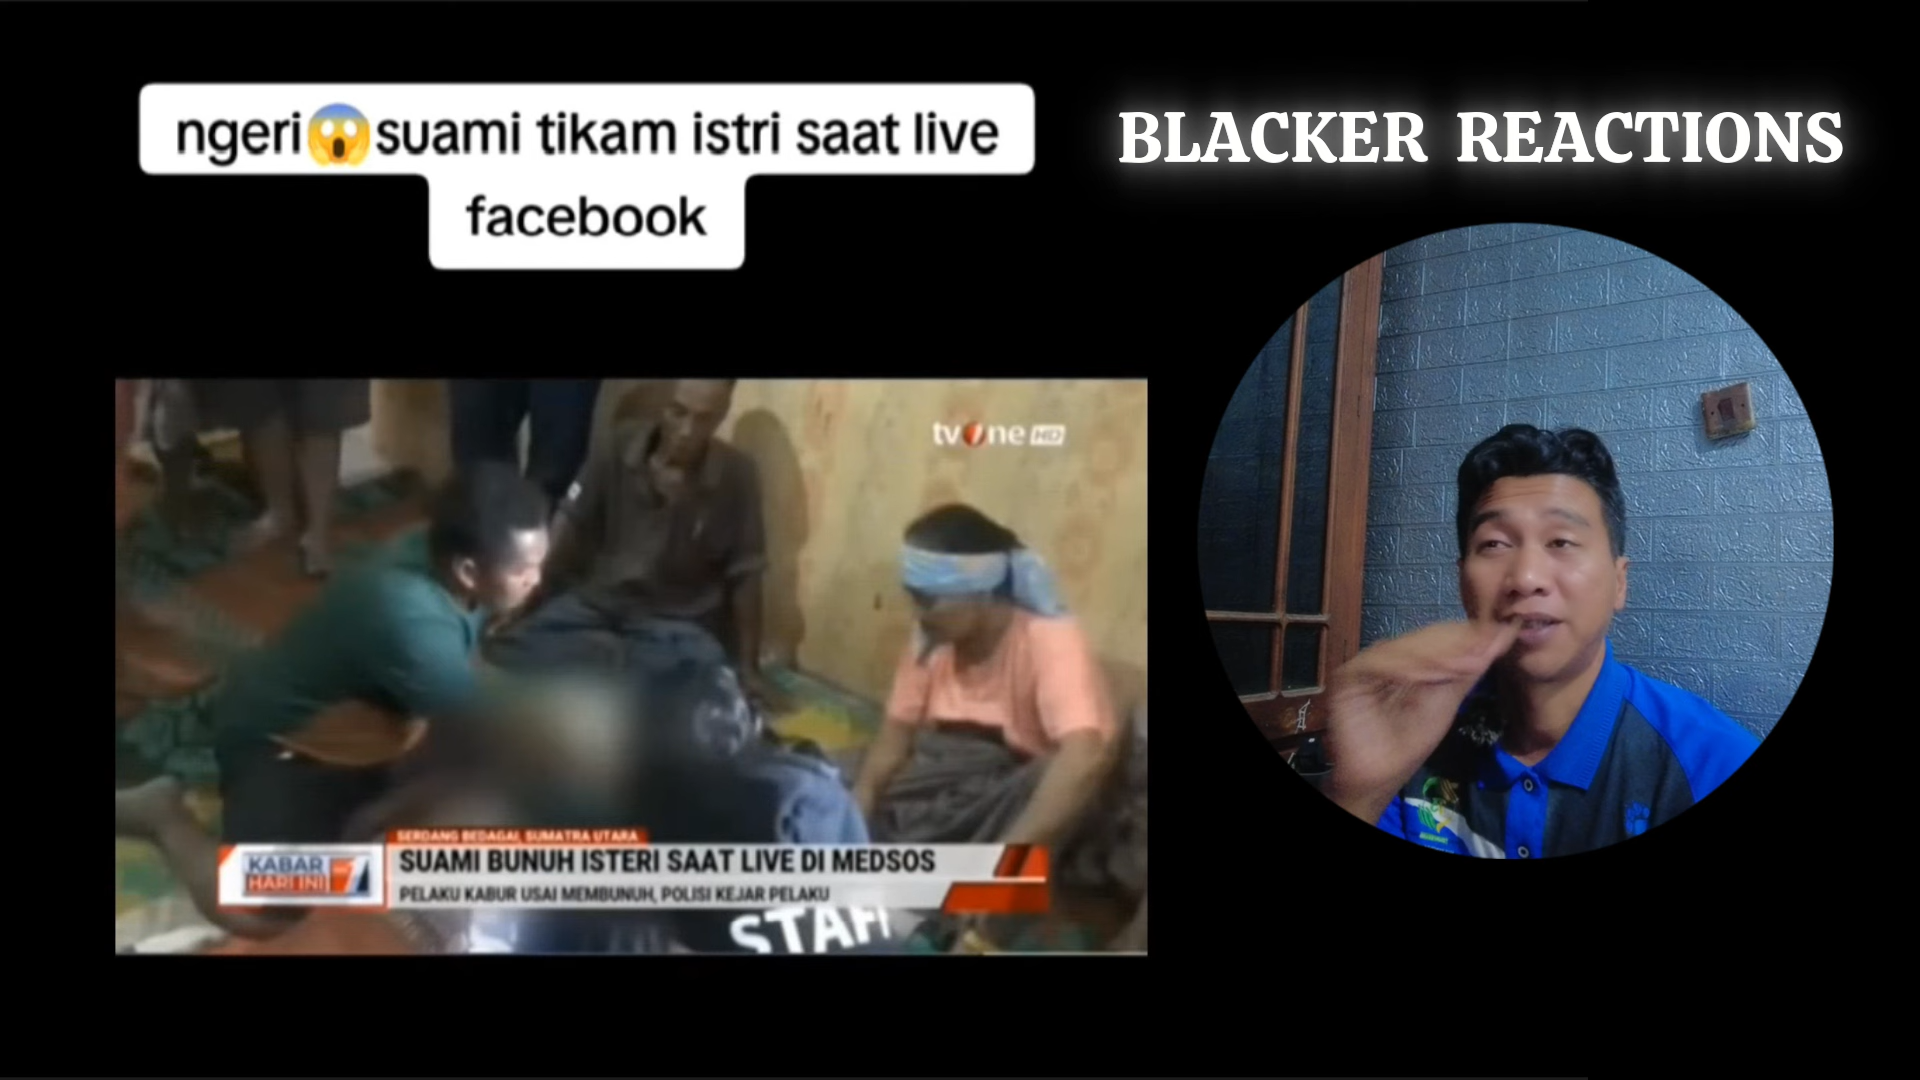 ngeri😱suami tikam istri saat live
facebook
BLACKER REACTIONS
tvOne HD
SERDANG BEDAGAI, SUMATRA UTARA
KABAR
HARI INI
SUAMI BUNUH ISTERI SAAT LIVE DI MEDSOS
PELAKU KABUR USAI MEMBUNUH, POLISI KEJAR PELAKU
STAFF